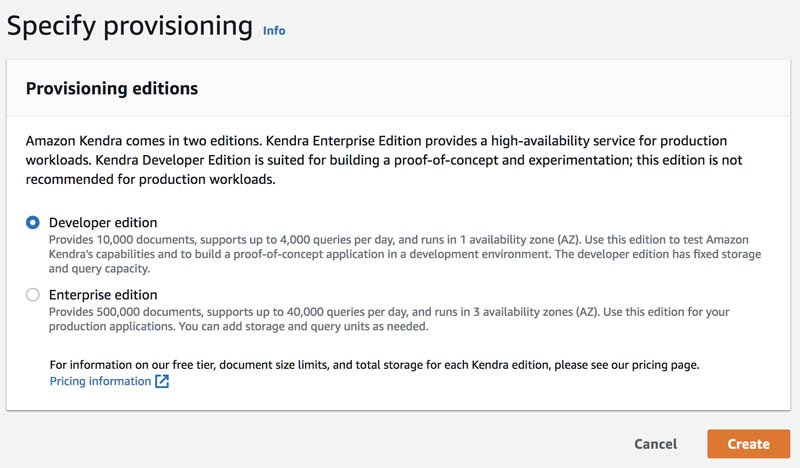 Specify provisioning Info
Provisioning editions
Amazon Kendra comes in two editions. Kendra Enterprise Edition provides a high-availability service for production
workloads. Kendra Developer Edition is suited for building a proof-of-concept and experimentation; this edition is not
recommended for production workloads.
Developer edition
Provides 10,000 documents, supports up to 4,000 queries per day, and runs in 1 availability zone (AZ). Use this edition to test Amazon
Kendra's capabilities and to build a proof-of-concept application in a development environment. The developer edition has fixed storage
and query capacity.
Enterprise edition
Provides 500,000 documents, supports up to 40,000 queries per day, and runs in 3 availability zones (AZ). Use this edition for your
production applications. You can add storage and query units as needed.
For information on our free tier, document size limits, and total storage for each Kendra edition, please see our pricing page.
Pricing information
Cancel Create